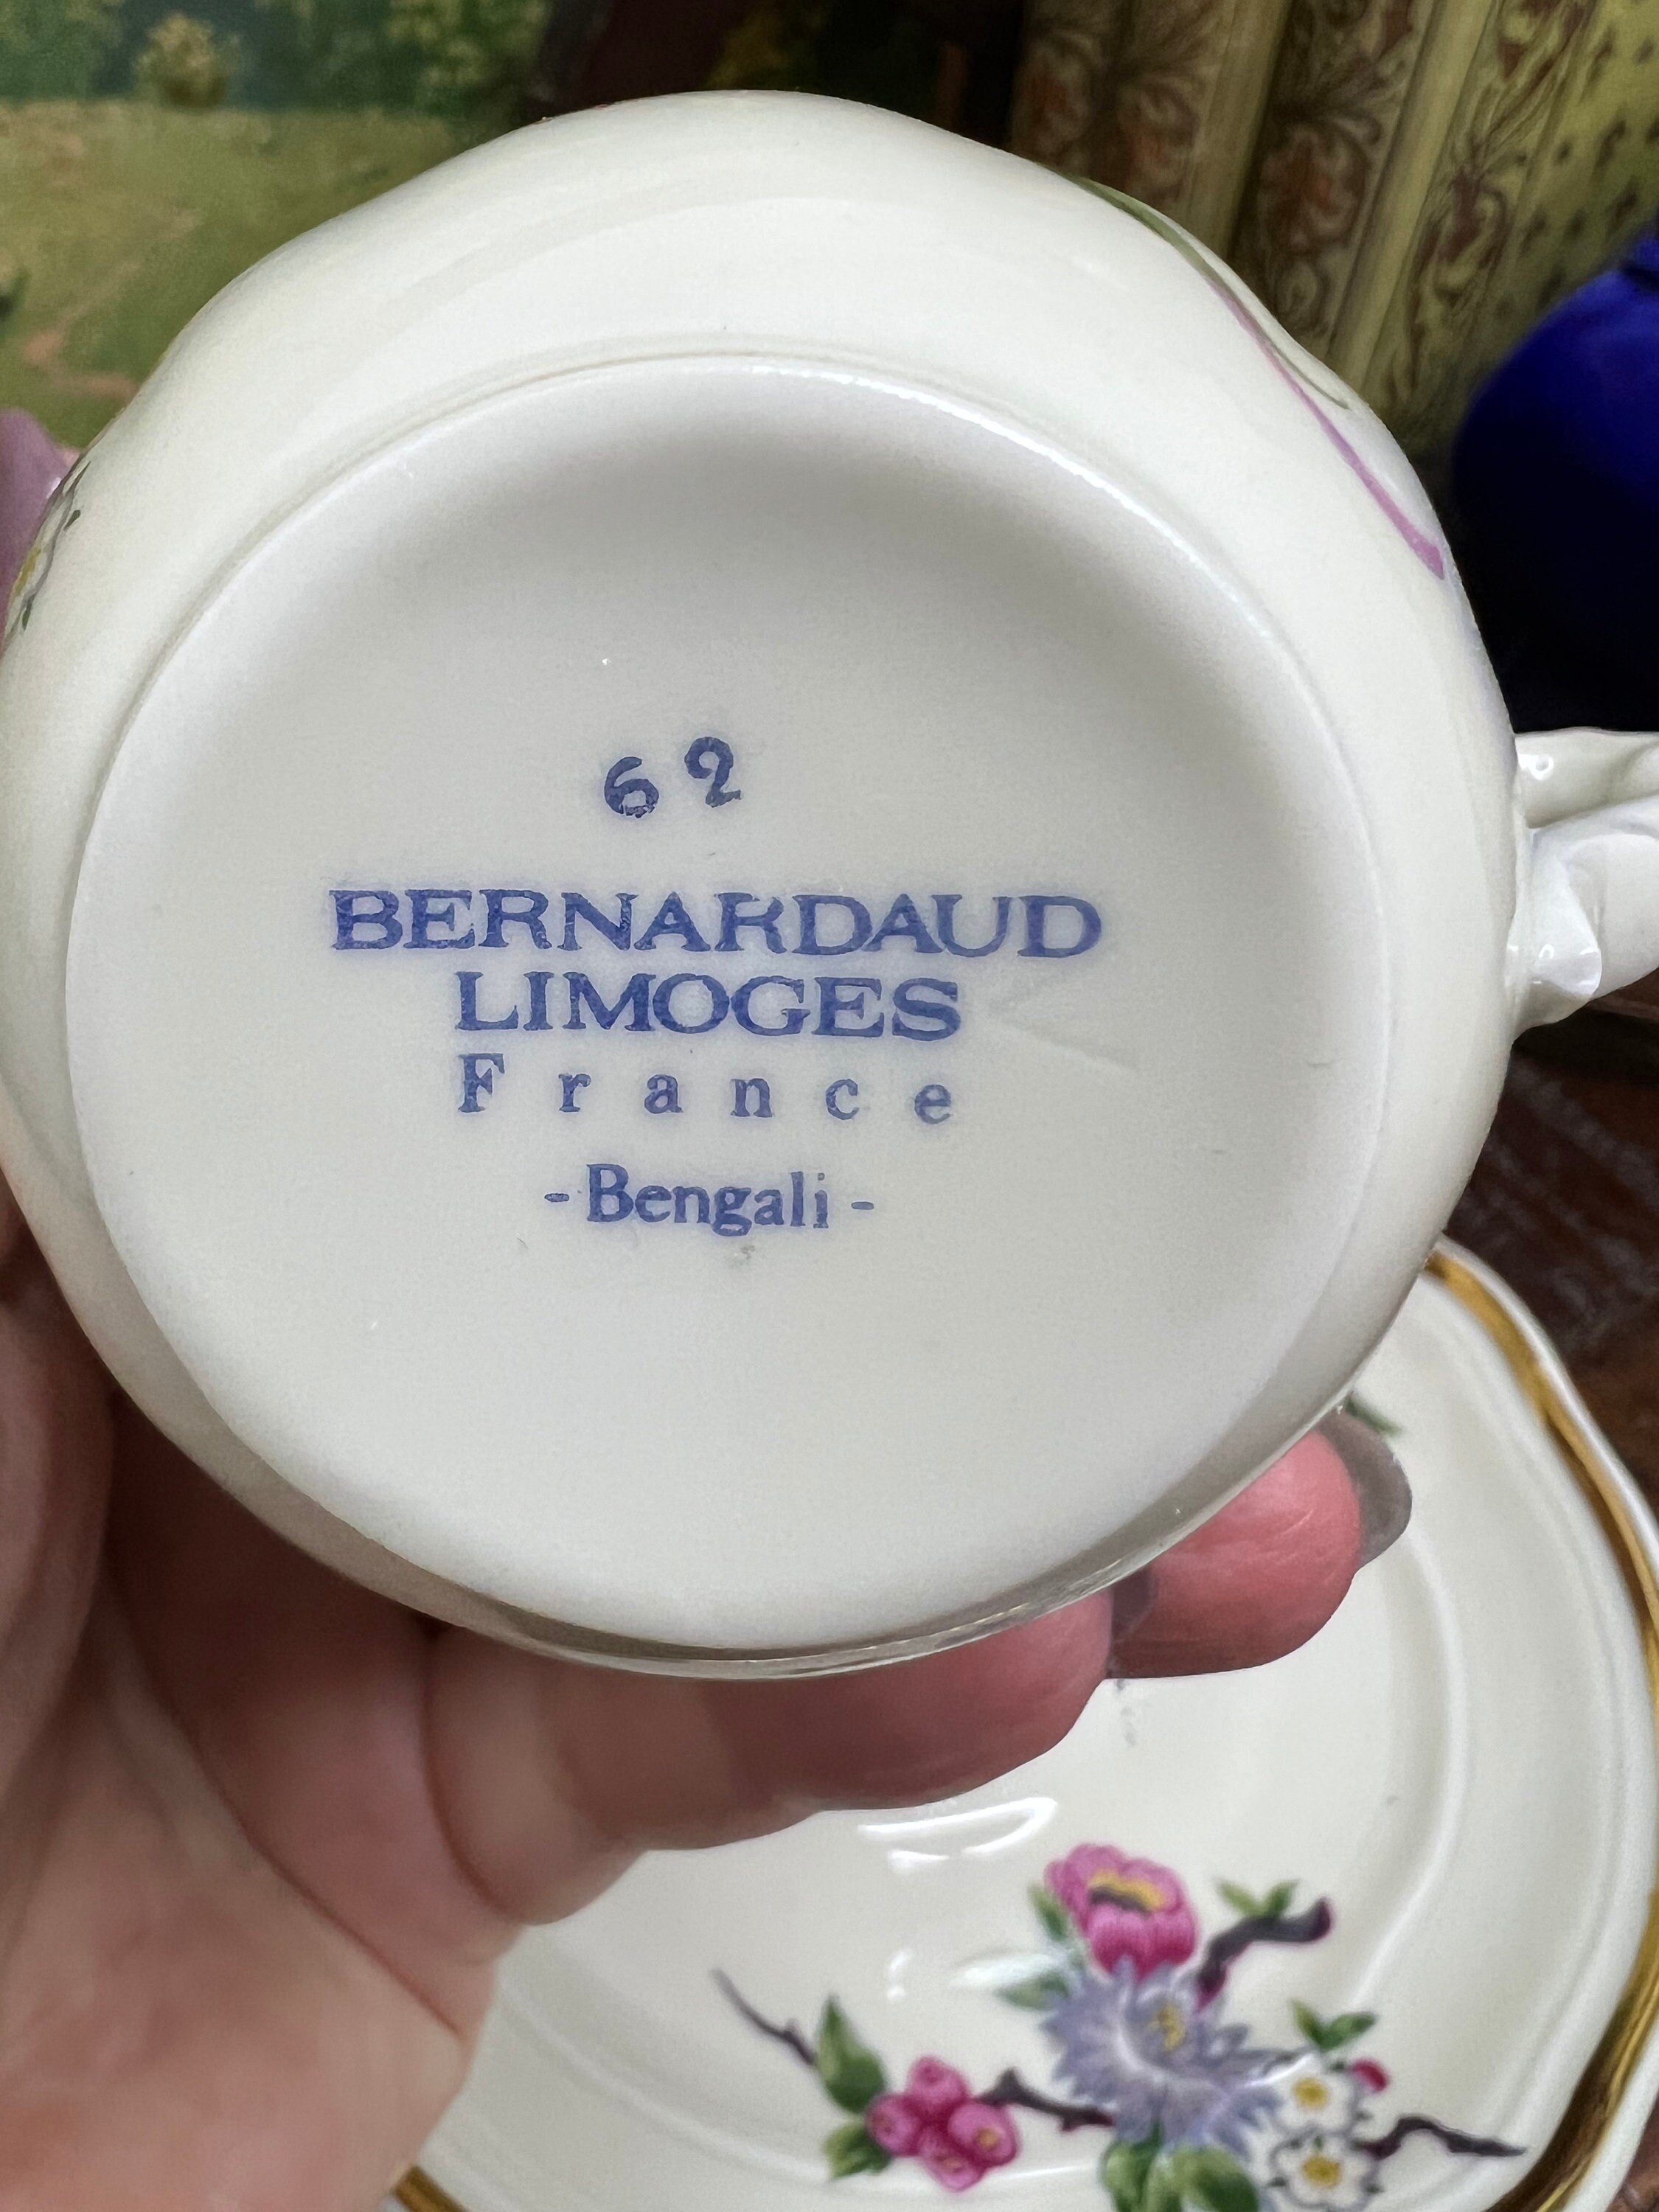 62
BERNARDAUD
LIMOGES
France
- Bengali -